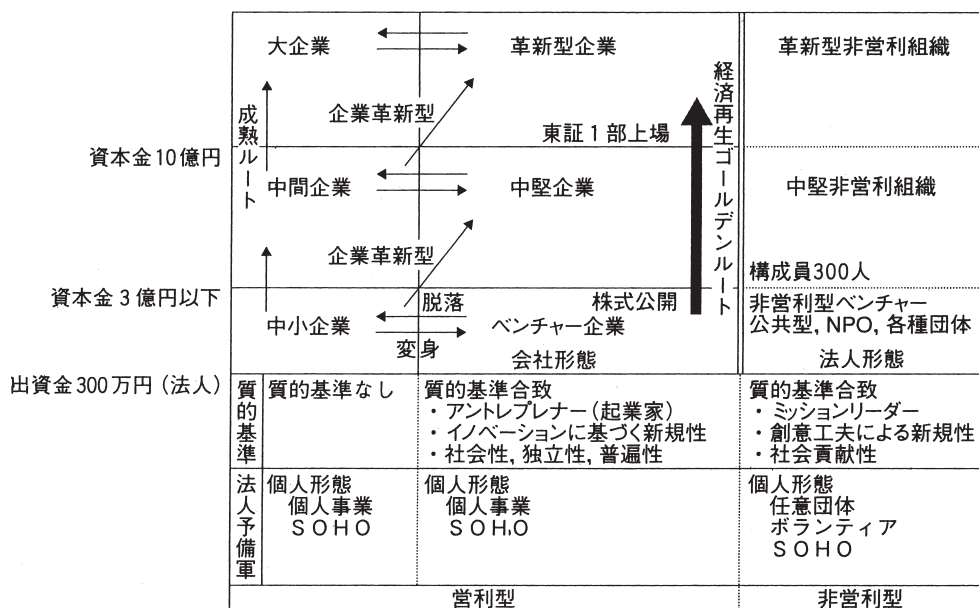 大企業
革新型企業
革新型非営利組織
成熟ルート
企業革新型
東証1部上場
経済再生ゴールデンルート
資本金10億円
中間企業
中堅企業
中堅非営利組織
企業革新型
構成員300人
資本金3億円以下
脱落
株式公開
非営利型ベンチャー
公共型, NPO, 各種団体
中小企業
ベンチャー企業
変身
会社形態
法人形態
出資金300万円(法人)
質的基準
質的基準なし
質的基準合致
・アントレプレナー(起業家)
・イノベーションに基づく新規性
・社会性, 独立性, 普遍性
質的基準合致
・ミッションリーダー
・創意工夫による新規性
・社会貢献性
法人予備軍
個人形態
個人事業
SOHO
個人形態
個人事業
SOHO
個人形態
任意団体
ボランティア
SOHO
営利型
非営利型